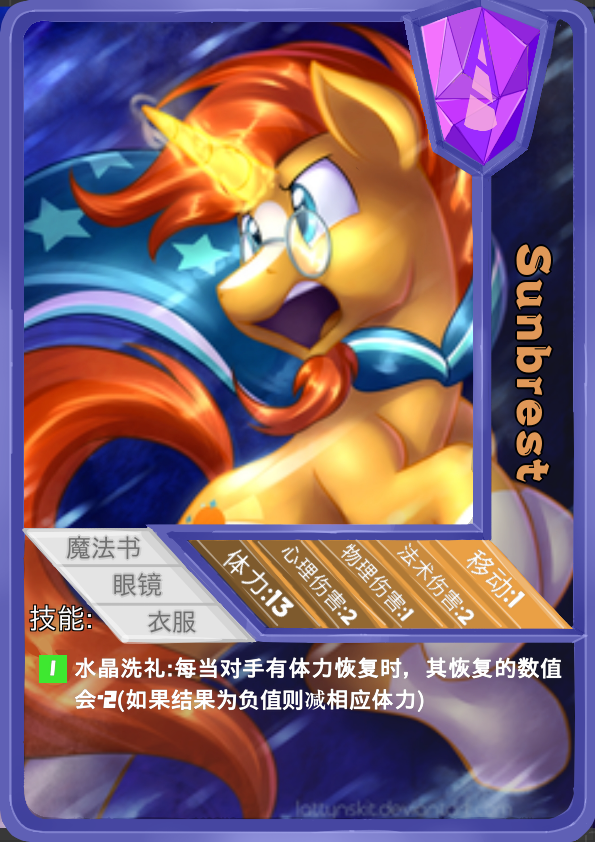 Sunbrest
魔法书
眼镜
衣服
体力:13
心理伤害:2
物理伤害:1
法术伤害:2
移动:1
技能:
1 水晶洗礼:每当对手有体力恢复时，其恢复的数值
会-2(如果结果为负值则减相应体力)